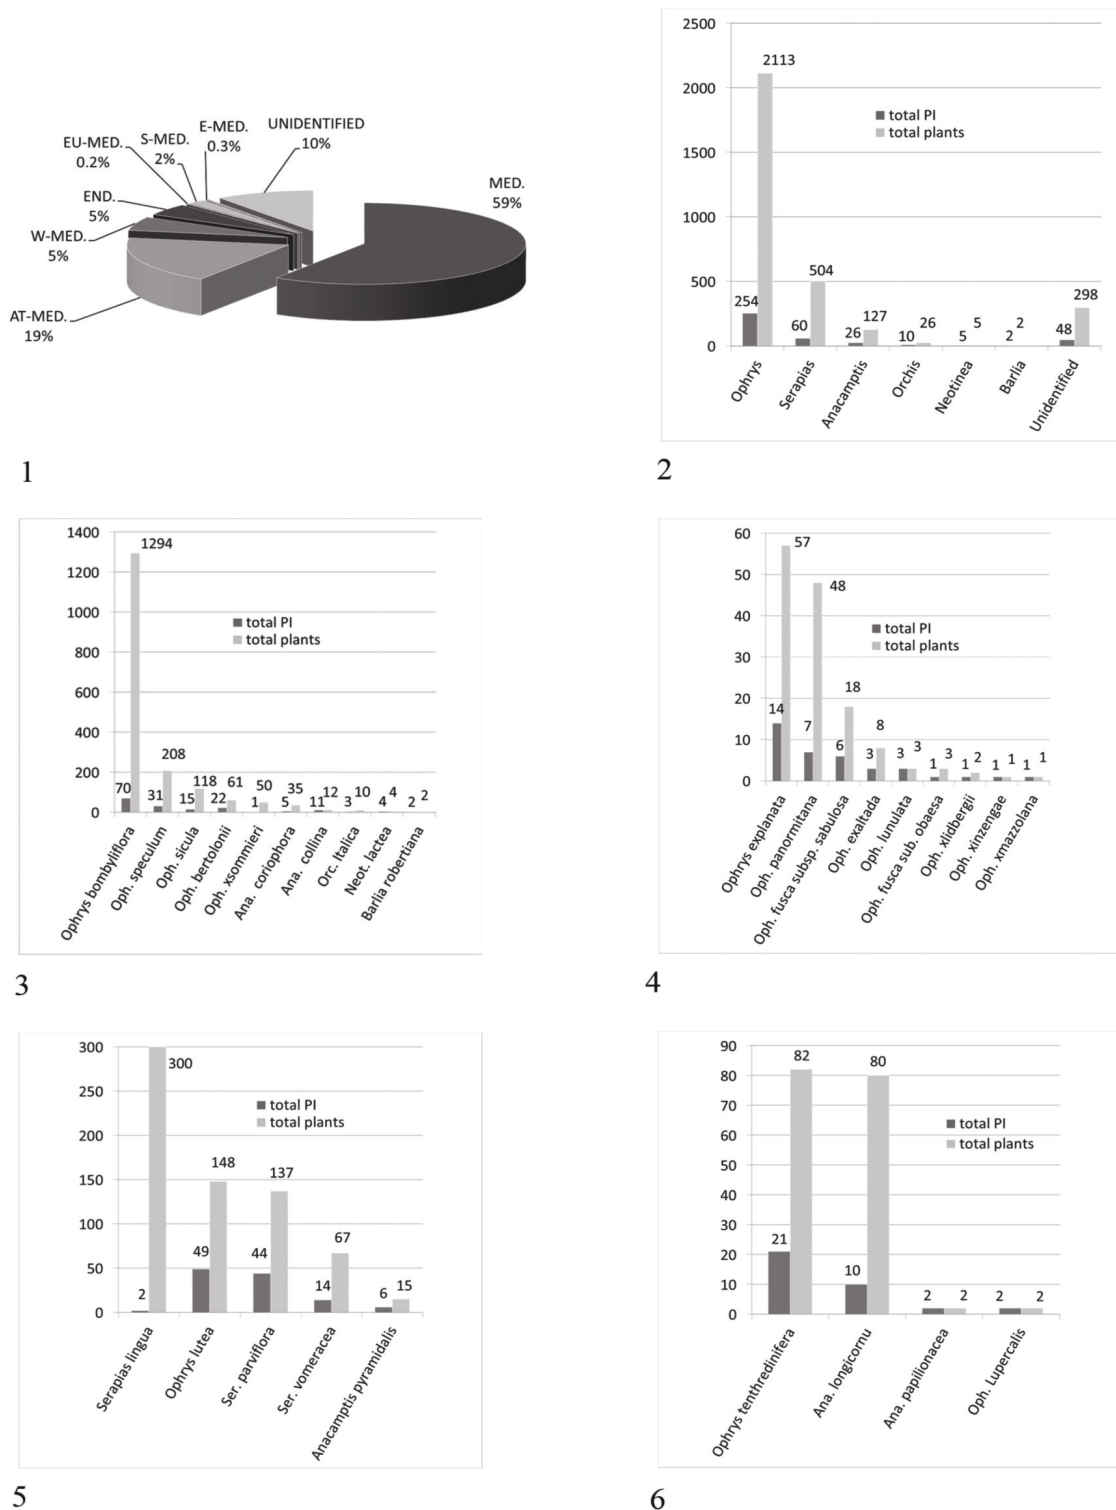 E-MED.
0.3%
UNIDENTIFIED
10%
S-MED.
2%
EU-MED.
0.2%
MED.
59%
END.
5%
W-MED.
5%
AT-MED.
19%
1
2500
2000
1500
1000
500
0
2113
total PI
total plants
254
60
504
26
127
10
26
5
5
2
2
48
298
Ophrys
Serapias
Anacamptis
Orchis
Neotinea
Barlia
Unidentified
2
1400
1200
1000
800
600
400
200
0
1294
total PI
total plants
70
31
208
15
118
22
61
1
50
5
35
11
12
3
10
4
4
2
2
Ophrys bombyliflora
Oph. speculum
Oph. sicula
Oph. bertolonii
Oph. xsommieri
Ana. coriophora
Ana. collina
Orc. Italica
Neot. lactea
Barlia robertiana
3
60
50
40
30
20
10
0
57
48
total PI
total plants
14
7
6
18
3
8
3
3
1
3
1
2
1
1
1
1
Ophrys explanata
Oph. panormitana
Oph. fusca subsp. sabulosa
Oph. exaltada
Oph. lunulata
Oph. fusca sub. obaesa
Oph. xlidbergii
Oph. xinzengae
Oph. xmazzolana
4
300
250
200
150
100
50
0
300
total PI
total plants
2
49
148
44
137
14
67
6
15
Serapias lingua
Ophrys lutea
Ser. parviflora
Ser. vomeracea
Anacamptis pyramidalis
5
90
80
70
60
50
40
30
20
10
0
82
80
total PI
total plants
21
10
2
2
2
2
Ophrys tenthredinifera
Ana. longicornu
Ana. papilionacea
Oph. Lupercalis
6